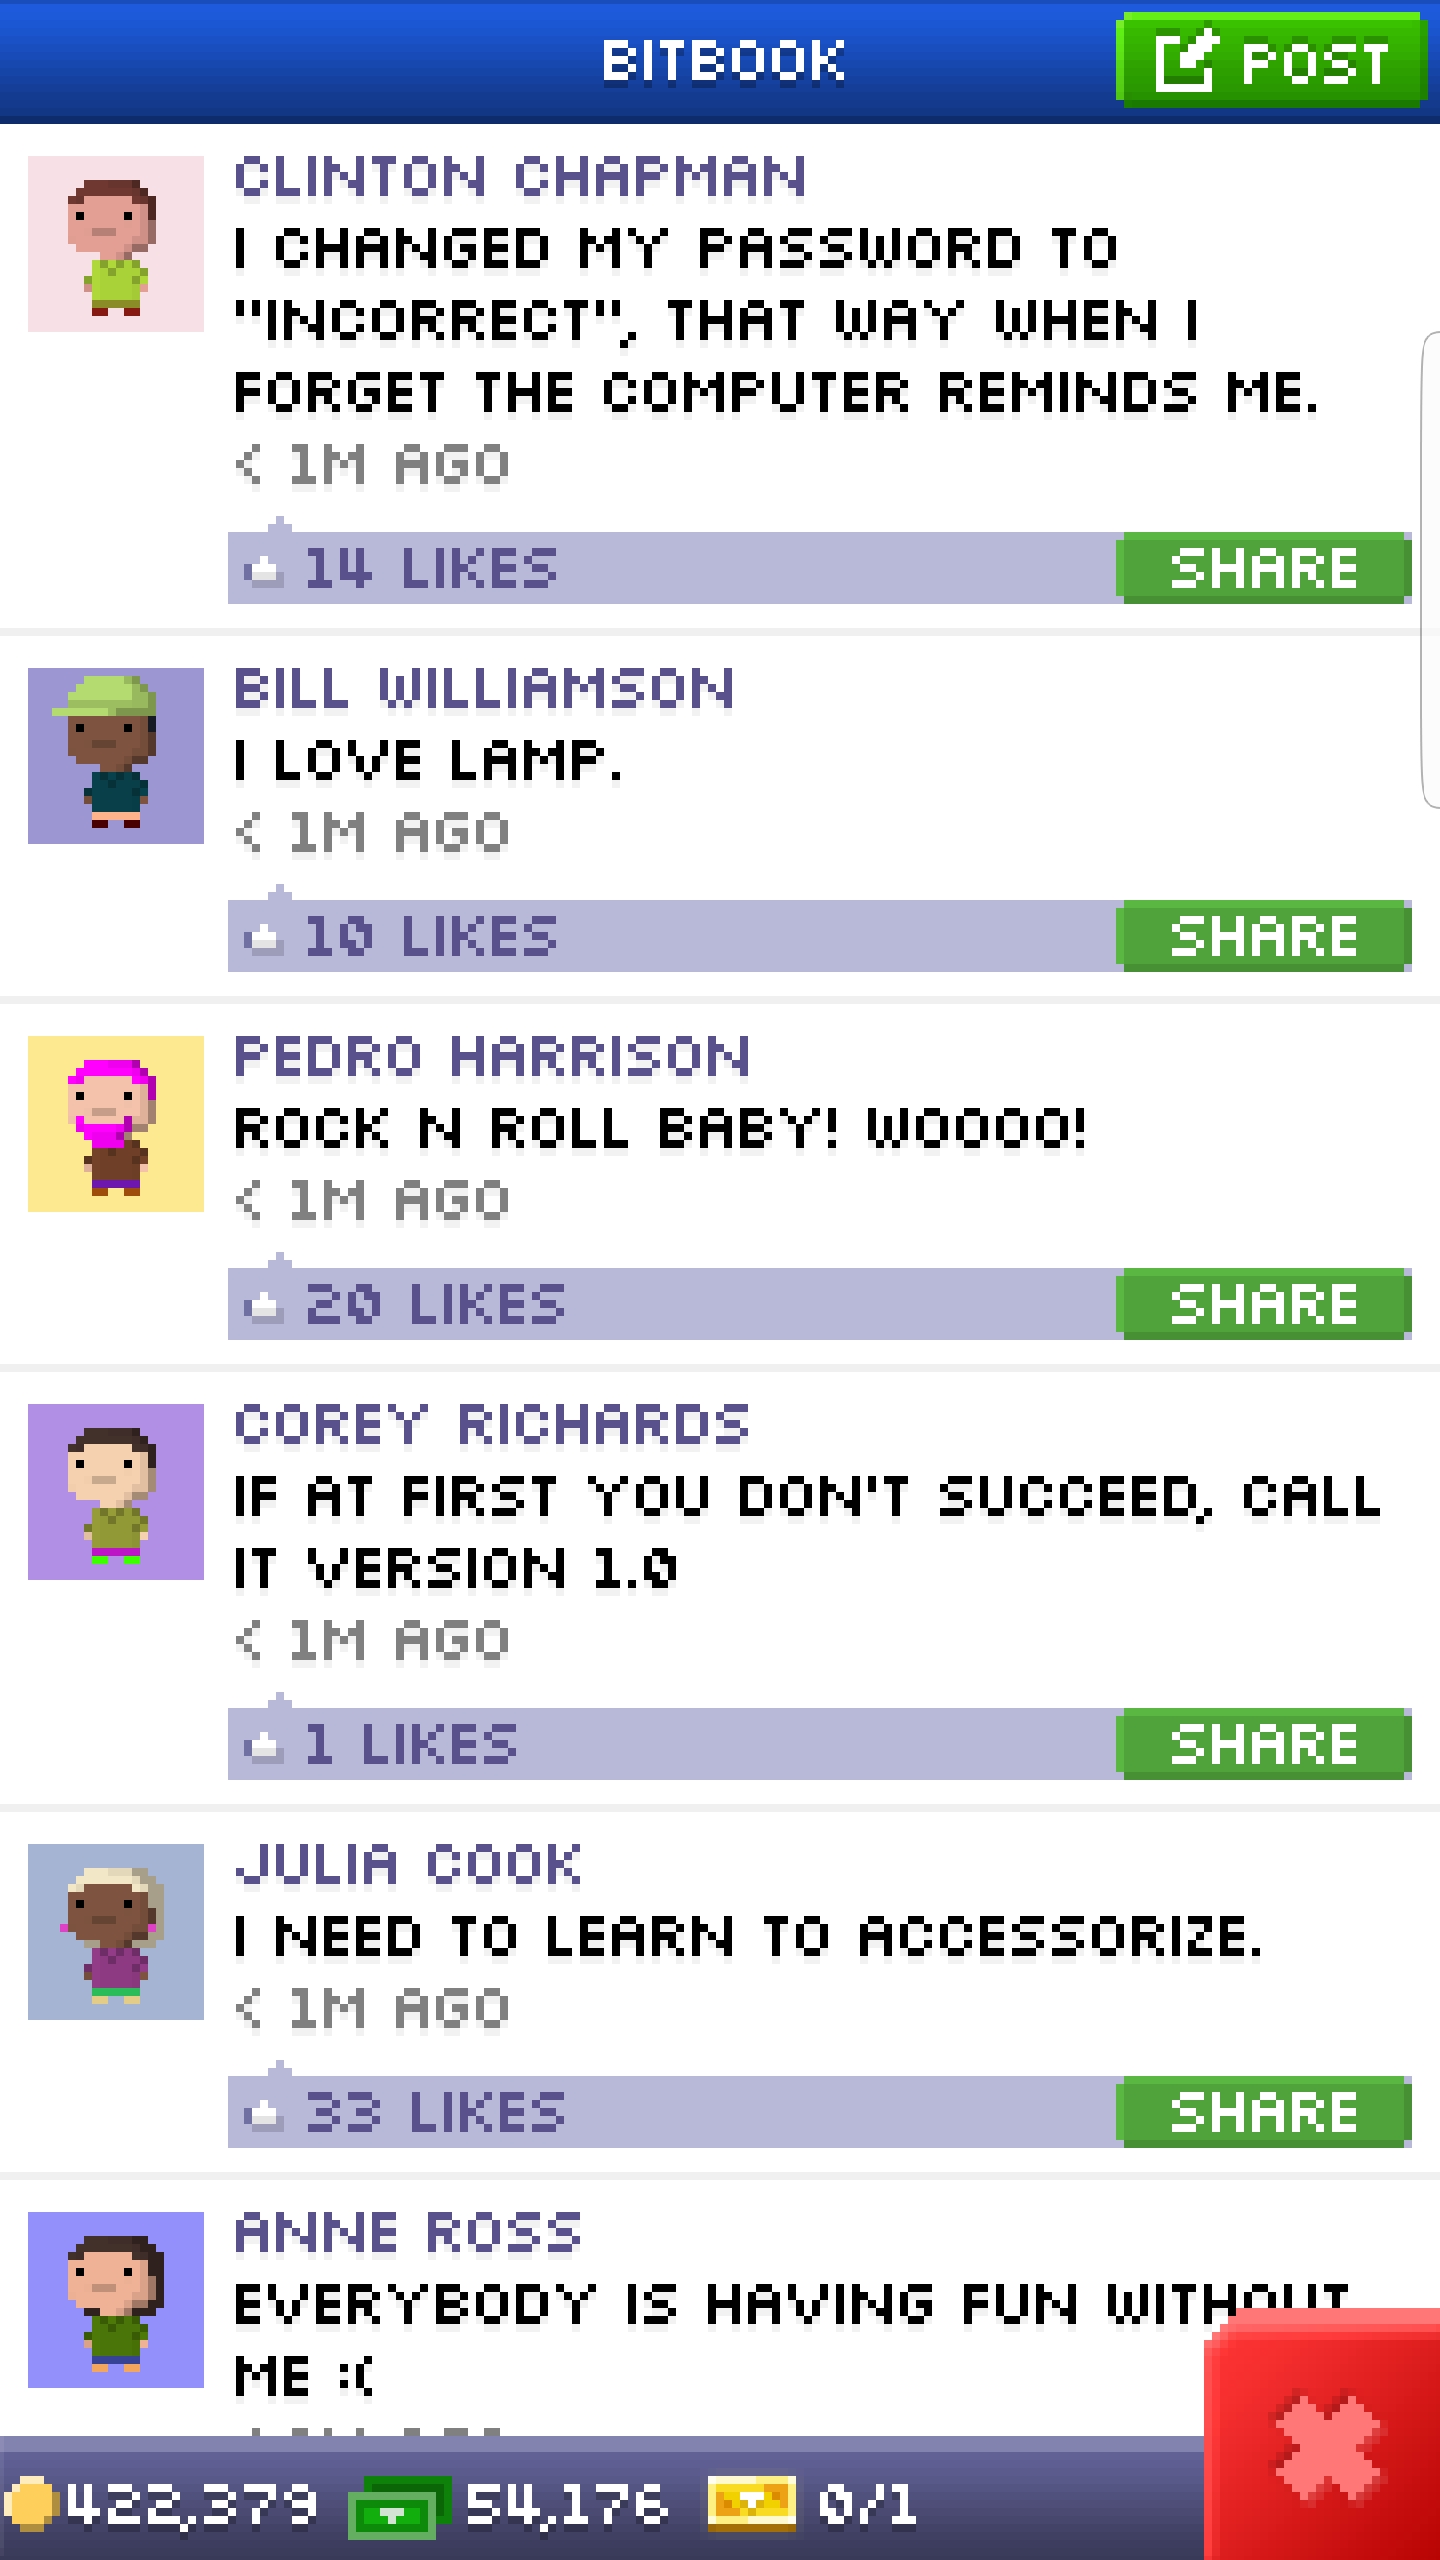 BITBOOK
POST
CLINTON CHAPMAN
I CHANGED MY PASSWORD TO
"INCORRECT", THAT WAY WHEN I
FORGET THE COMPUTER REMINDS ME.
< 1M AGO
14 LIKES
SHARE
BILL WILLIAMSON
I LOVE LAMP.
< 1M AGO
10 LIKES
SHARE
PEDRO HARRISON
ROCK N ROLL BABY! WOOOO!
< 1M AGO
20 LIKES
SHARE
COREY RICHARDS
IF AT FIRST YOU DON'T SUCCEED, CALL
IT VERSION 1.0
< 1M AGO
1 LIKES
SHARE
JULIA COOK
I NEED TO LEARN TO ACCESSORIZE.
< 1M AGO
33 LIKES
SHARE
ANNE ROSS
EVERYBODY IS HAVING FUN WITHOUT
ME :(
422,379 54,176 0/1